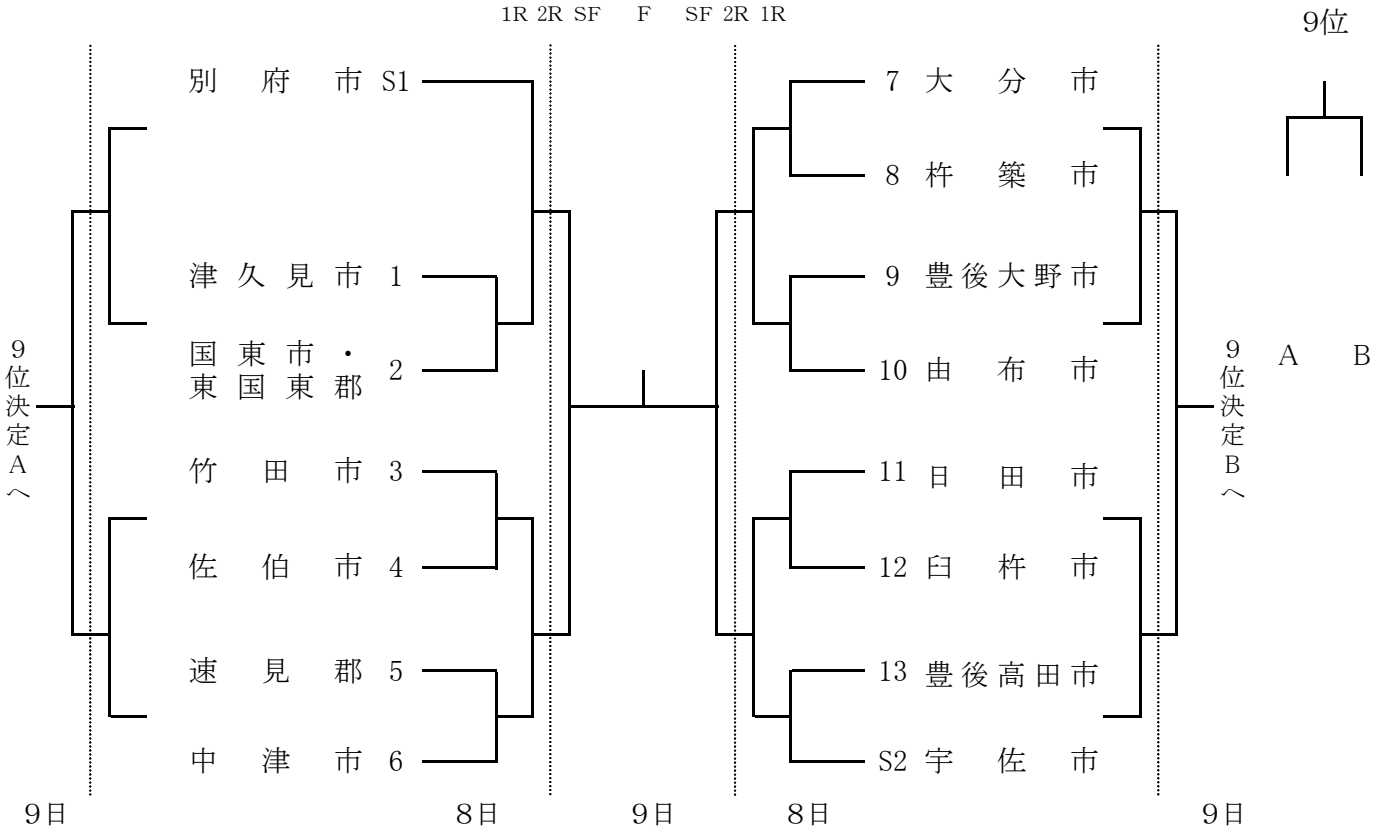 1R 2R SF F SF 2R 1R
9位
別府市 S1
7 大分市
8 杵築市
津久見市 1
9 豊後大野市
国東市・
東国東郡 2
10 由布市
9位決定Aへ
9位決定Bへ
A B
竹田市 3
11 日田市
佐伯市 4
12 臼杵市
速見郡 5
13 豊後高田市
中津市 6
S2 宇佐市
9日 8日 9日 8日 9日